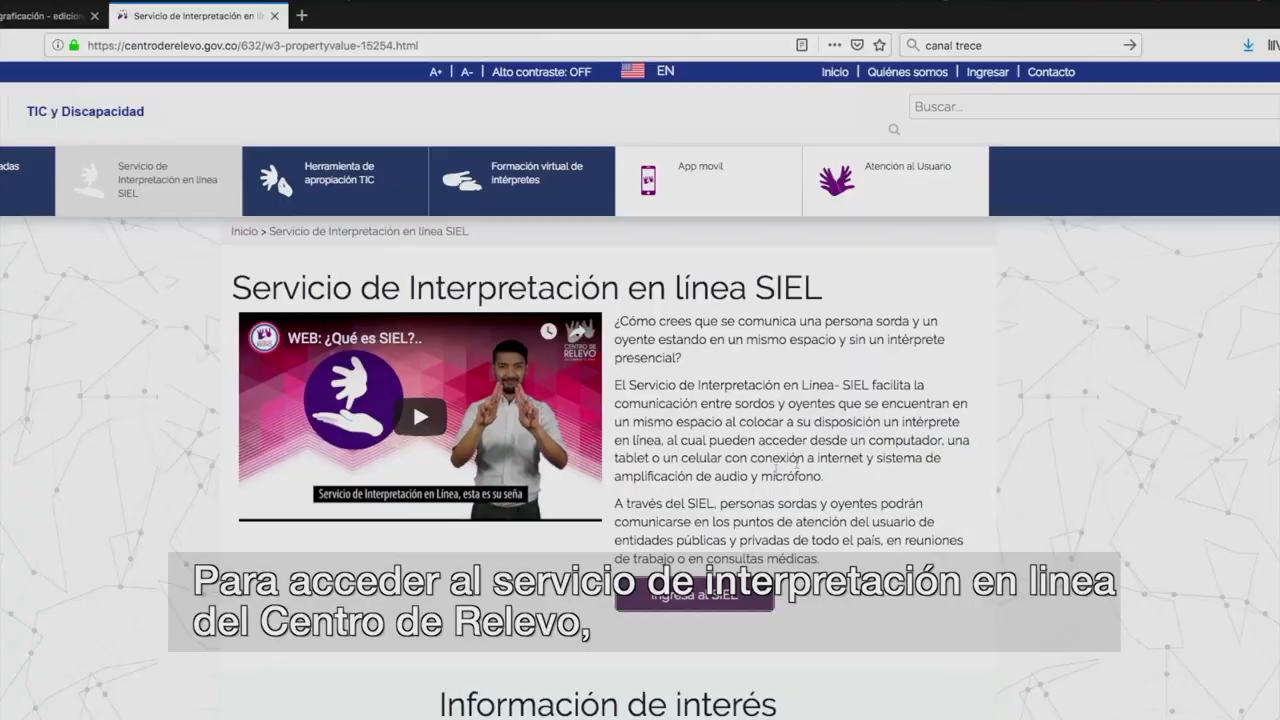 graficación - edicion
Servicio de Interpretación en
https://centroderelevo.gov.co/632/w3-propertyvalue-15254.html
canal trece
A+ | A- | Alto contraste: OFF
EN
Inicio | Quiénes somos | Ingresar | Contacto
TIC y Discapacidad
Buscar...
adas
Servicio de
Interpretación en línea
SIEL
Herramienta de
apropiación TIC
Formación virtual de
intérpretes
App movil
Atención al Usuario
Inicio > Servicio de Interpretación en línea SIEL
Servicio de Interpretación en línea SIEL
WEB: ¿Qué es SIEL?..
CENTRO DE
RELEVO
Servicio de Interpretación en Línea, esta es su seña
¿Cómo crees que se comunica una persona sorda y un
oyente estando en un mismo espacio y sin un intérprete
presencial?
El Servicio de Interpretación en Linea- SIEL facilita la
comunicación entre sordos y oyentes que se encuentran en
un mismo espacio al colocar a su disposición un intérprete
en línea, al cual pueden acceder desde un computador, una
tablet o un celular con conexión a internet y sistema de
amplificación de audio y micrófono.
A través del SIEL, personas sordas y oyentes podrán
comunicarse en los puntos de atención del usuario de
entidades públicas y privadas de todo el país, en reuniones
de trabajo o en consultas médicas.
Ingresa al SIEL
Para acceder al servicio de interpretación en linea
del Centro de Relevo,
Información de interés